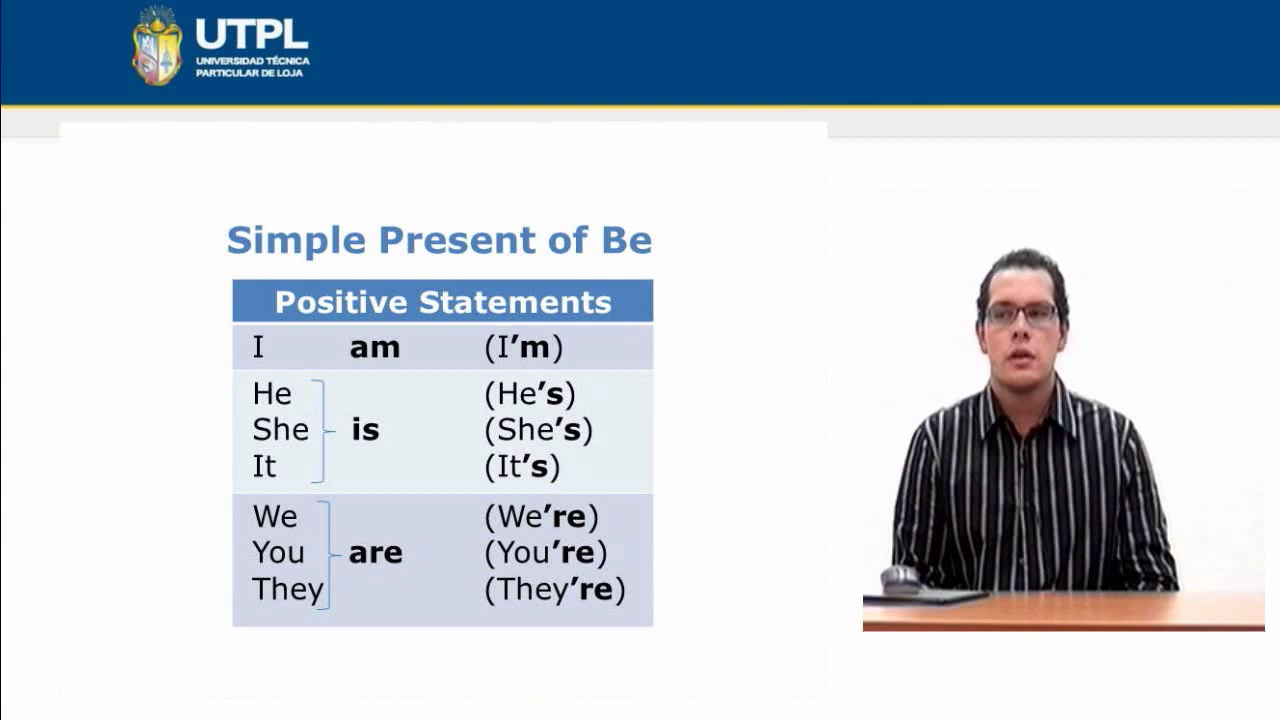 UTPL
UNIVERSIDAD TÉCNICA
PARTICULAR DE LOJA
Simple Present of Be
Positive Statements
I am (I’m)
He (He’s)
She is (She’s)
It (It’s)
We (We’re)
You are (You’re)
They (They’re)